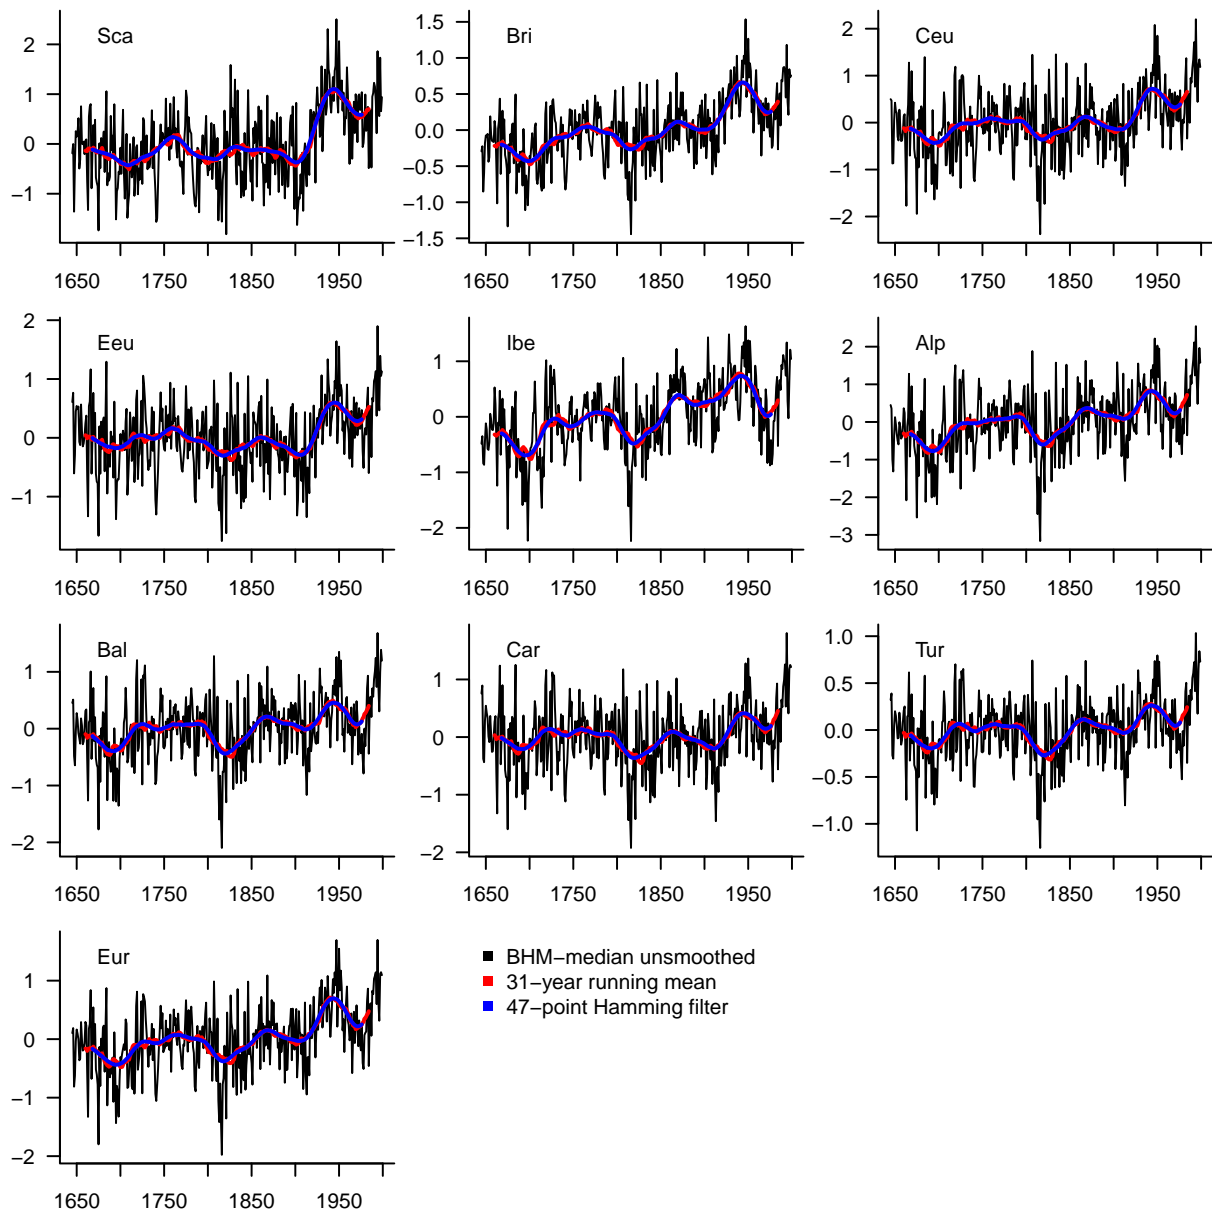 Sca
2
1
0
−1
1650 1750 1850 1950
Bri
1.5
1.0
0.5
0.0
−0.5
−1.0
−1.5
1650 1750 1850 1950
Ceu
2
1
0
−1
−2
1650 1750 1850 1950
Eeu
2
1
0
−1
1650 1750 1850 1950
Ibe
1
0
−1
−2
1650 1750 1850 1950
Alp
2
1
0
−1
−2
−3
1650 1750 1850 1950
Bal
1
0
−1
−2
1650 1750 1850 1950
Car
1
0
−1
−2
1650 1750 1850 1950
Tur
1.0
0.5
0.0
−0.5
−1.0
1650 1750 1850 1950
Eur
1
0
−1
−2
1650 1750 1850 1950
BHM−median unsmoothed
31−year running mean
47−point Hamming filter